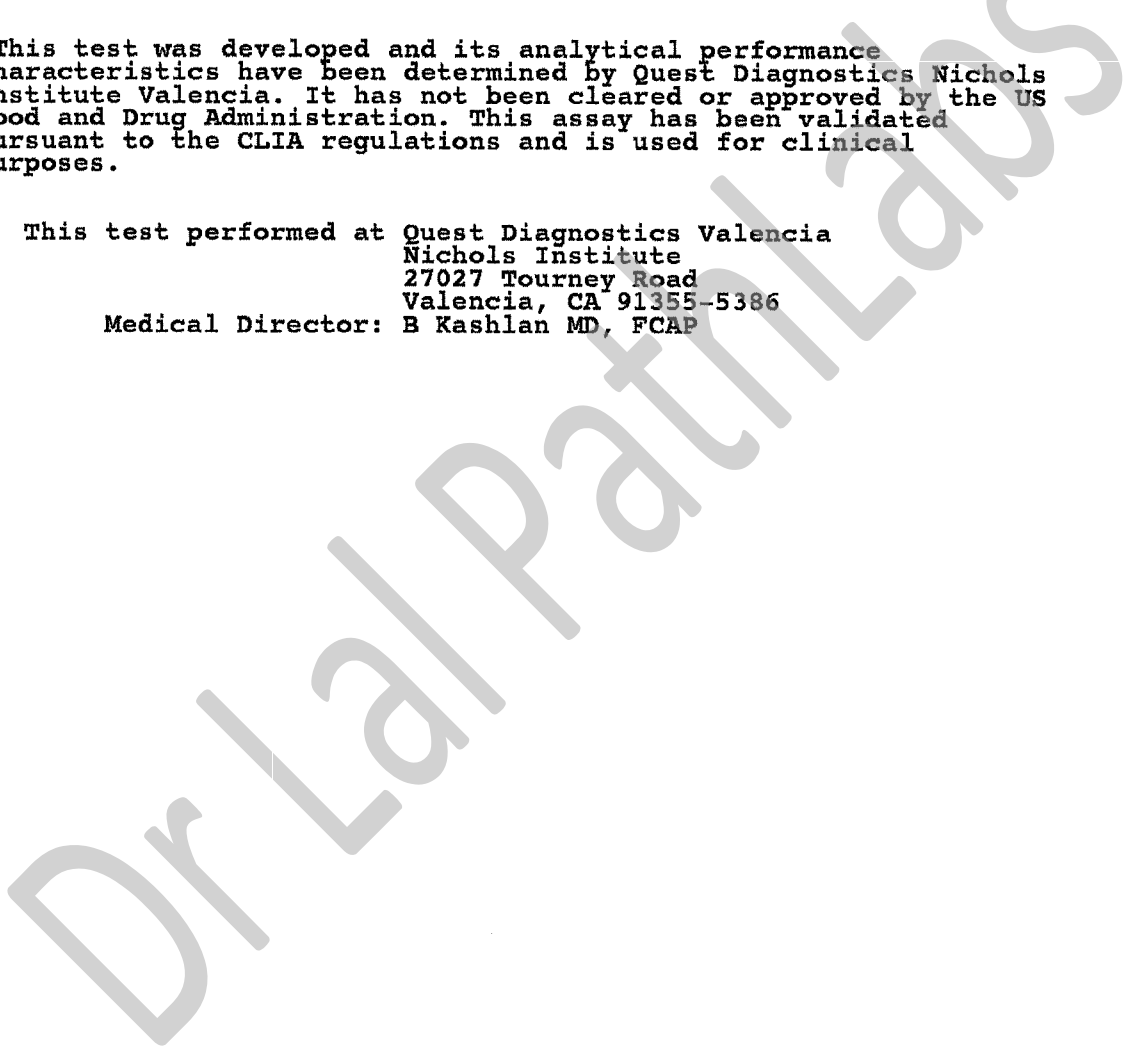 This test was developed and its analytical performance
haracteristics have been determined by Quest Diagnostics Nichols
nstitute Valencia. It has not been cleared or approved by the US
ood and Drug Administration. This assay has been validated
ursuant to the CLIA regulations and is used for clinical
urposes.
This test performed at Quest Diagnostics Valencia
Nichols Institute
27027 Tourney Road
Valencia, CA 91355-5386
Medical Director: B Kashlan MD, FCAP
Dr Lal PathLabs